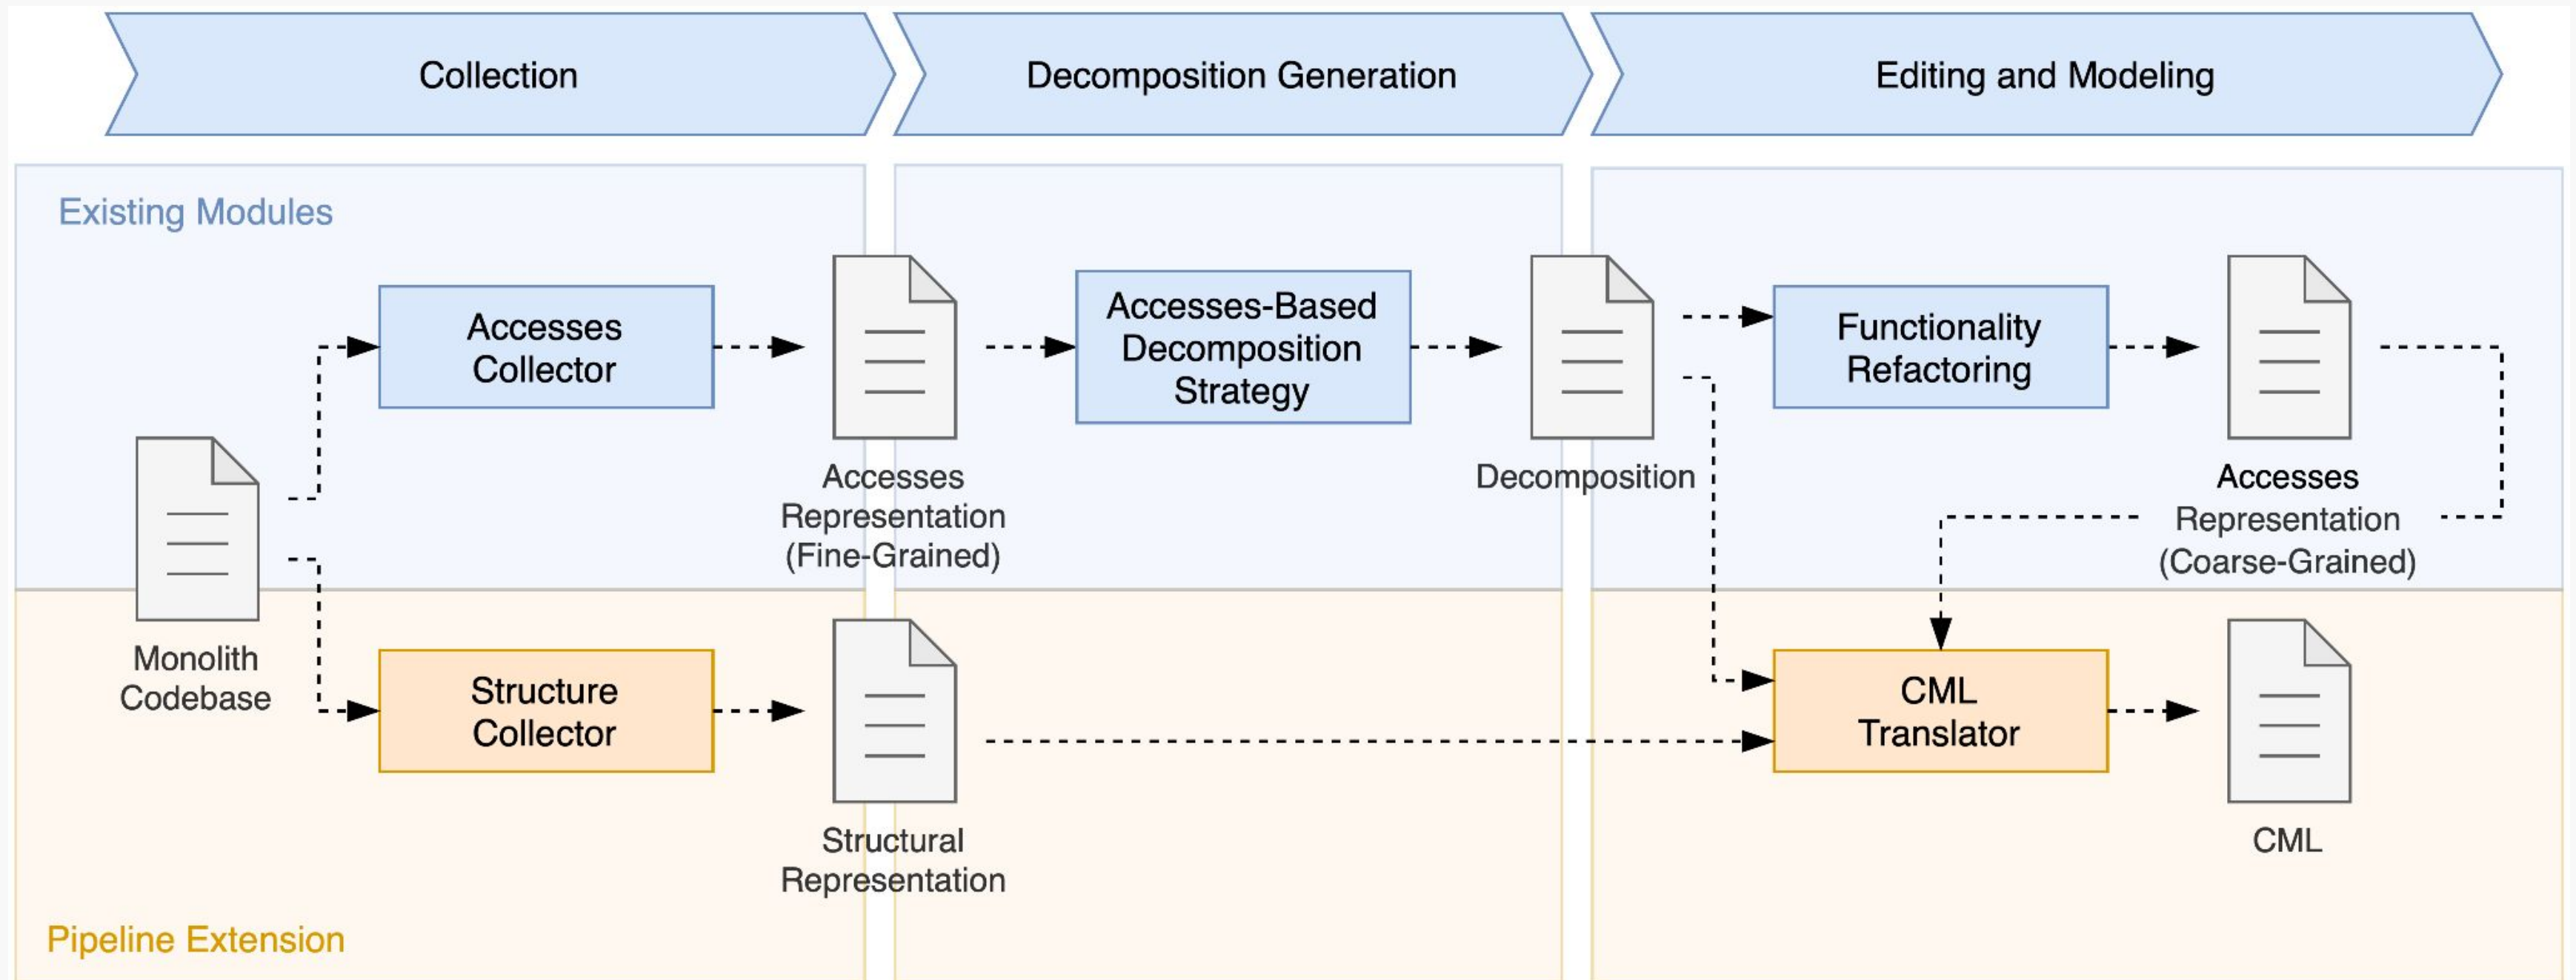 Collection
Decomposition Generation
Editing and Modeling
Existing Modules
Accesses
Collector
Accesses
Representation
(Fine-Grained)
Accesses-Based
Decomposition
Strategy
Decomposition
Functionality
Refactoring
Accesses
Representation
(Coarse-Grained)
Monolith
Codebase
Structure
Collector
Structural
Representation
CML
Translator
CML
Pipeline Extension